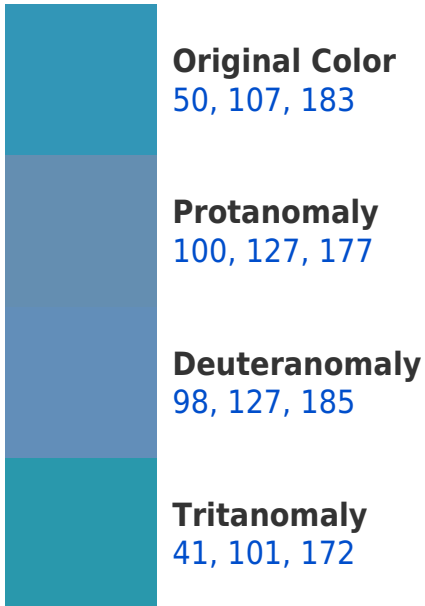 Original Color
50, 107, 183
Protanomaly
100, 127, 177
Deuteranomaly
98, 127, 185
Tritanomaly
41, 101, 172